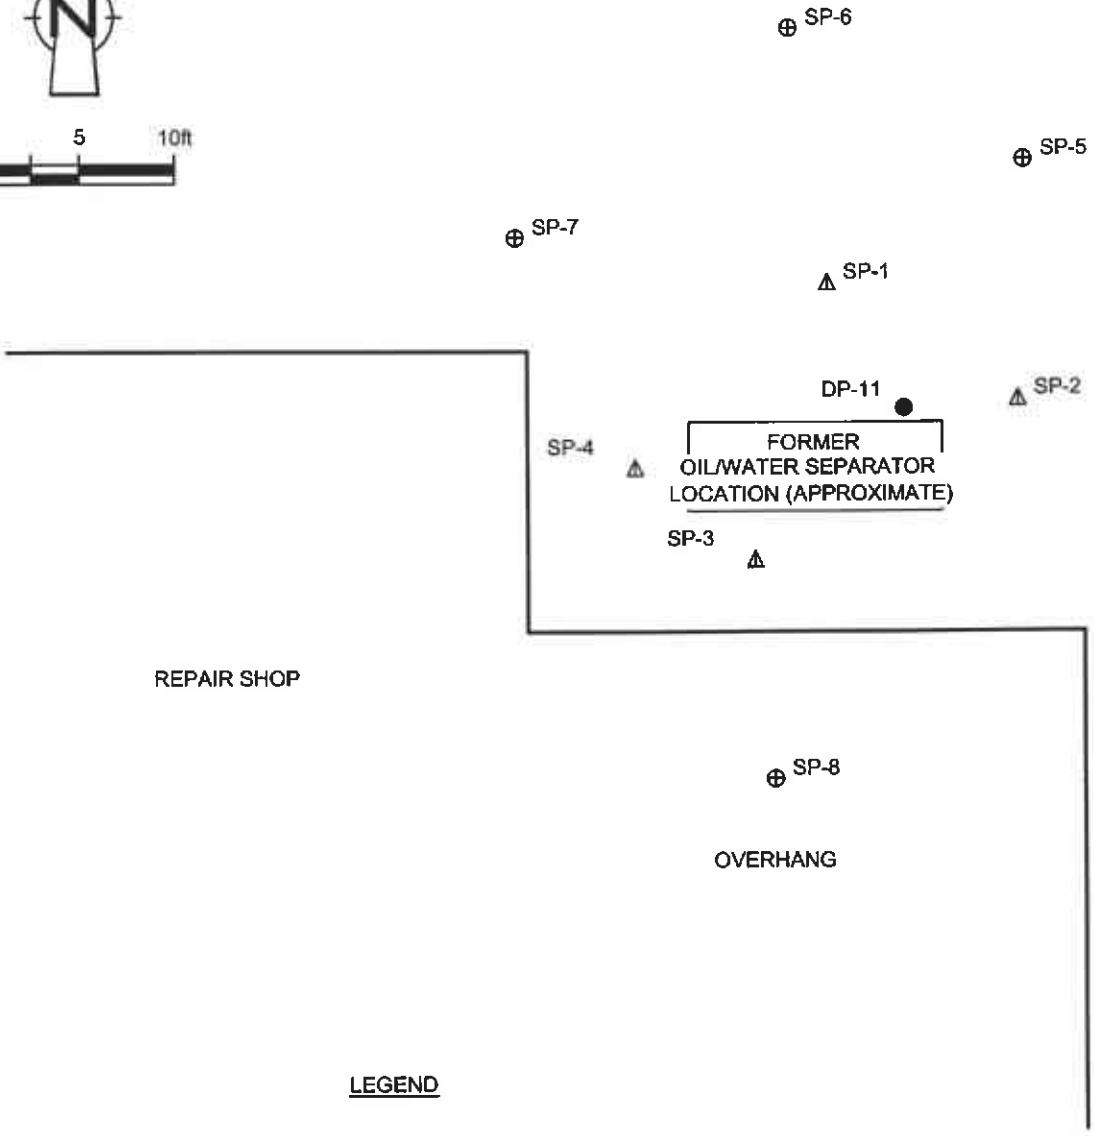 N
SP-6
5 10ft
SP-5
SP-7
SP-1
DP-11
SP-2
SP-4
FORMER
OIL/WATER SEPARATOR
LOCATION (APPROXIMATE)
SP-3
REPAIR SHOP
SP-8
OVERHANG
LEGEND